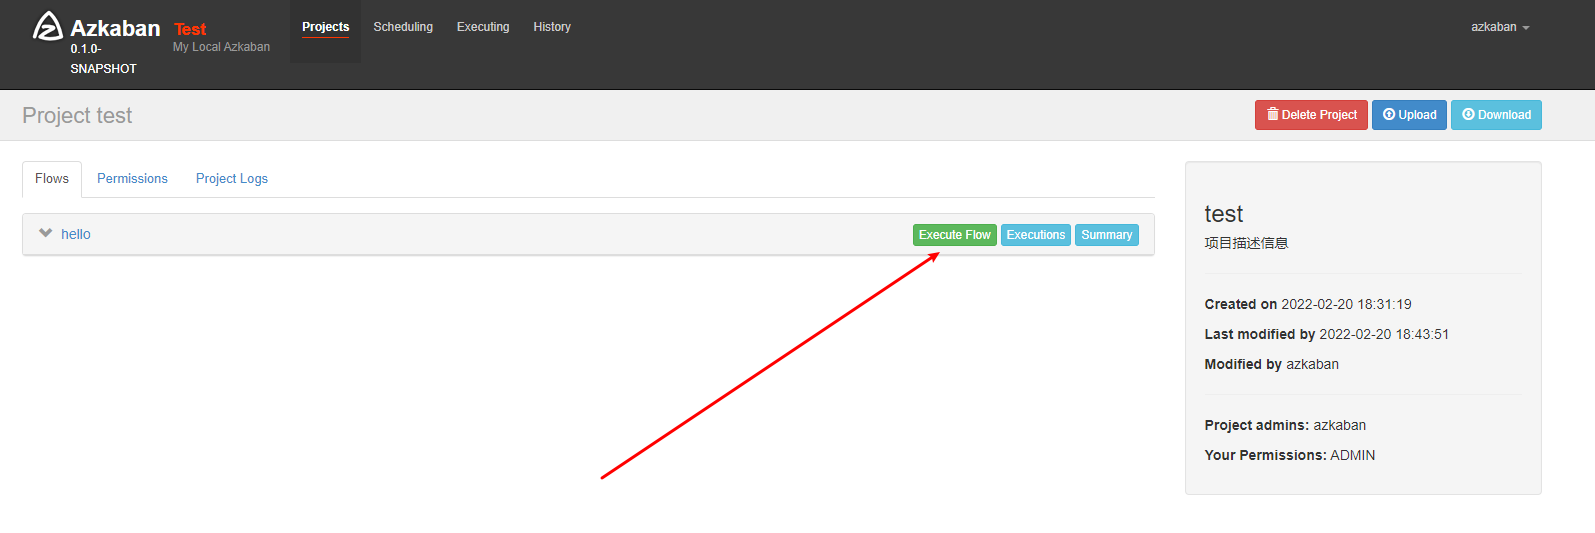 Azkaban
0.1.0-
SNAPSHOT
Test
My Local Azkaban
Projects
Scheduling
Executing
History
azkaban
Project test
Delete Project
Upload
Download
Flows
Permissions
Project Logs
hello
Execute Flow
Executions
Summary
test
项目描述信息
Created on 2022-02-20 18:31:19
Last modified by 2022-02-20 18:43:51
Modified by azkaban
Project admins: azkaban
Your Permissions: ADMIN